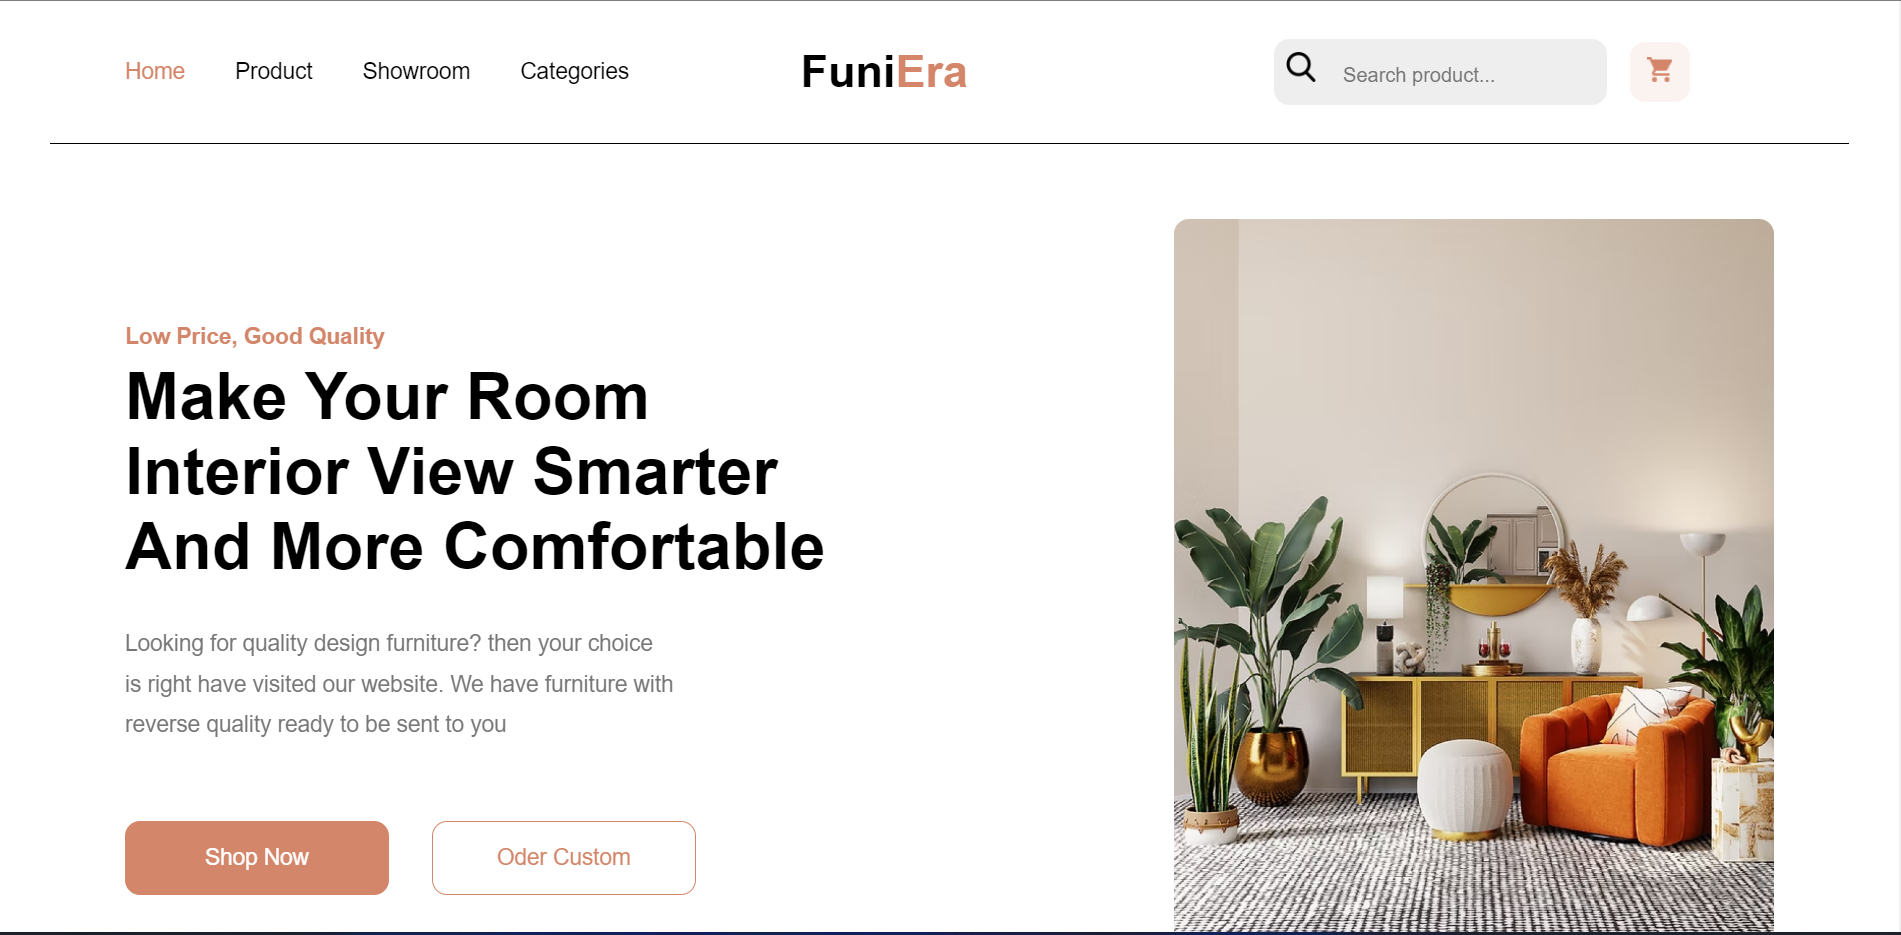 Home Product Showroom Categories FuniEra Search product...
Low Price, Good Quality
Make Your Room
Interior View Smarter
And More Comfortable
Looking for quality design furniture? then your choice
is right have visited our website. We have furniture with
reverse quality ready to be sent to you
Shop Now Oder Custom